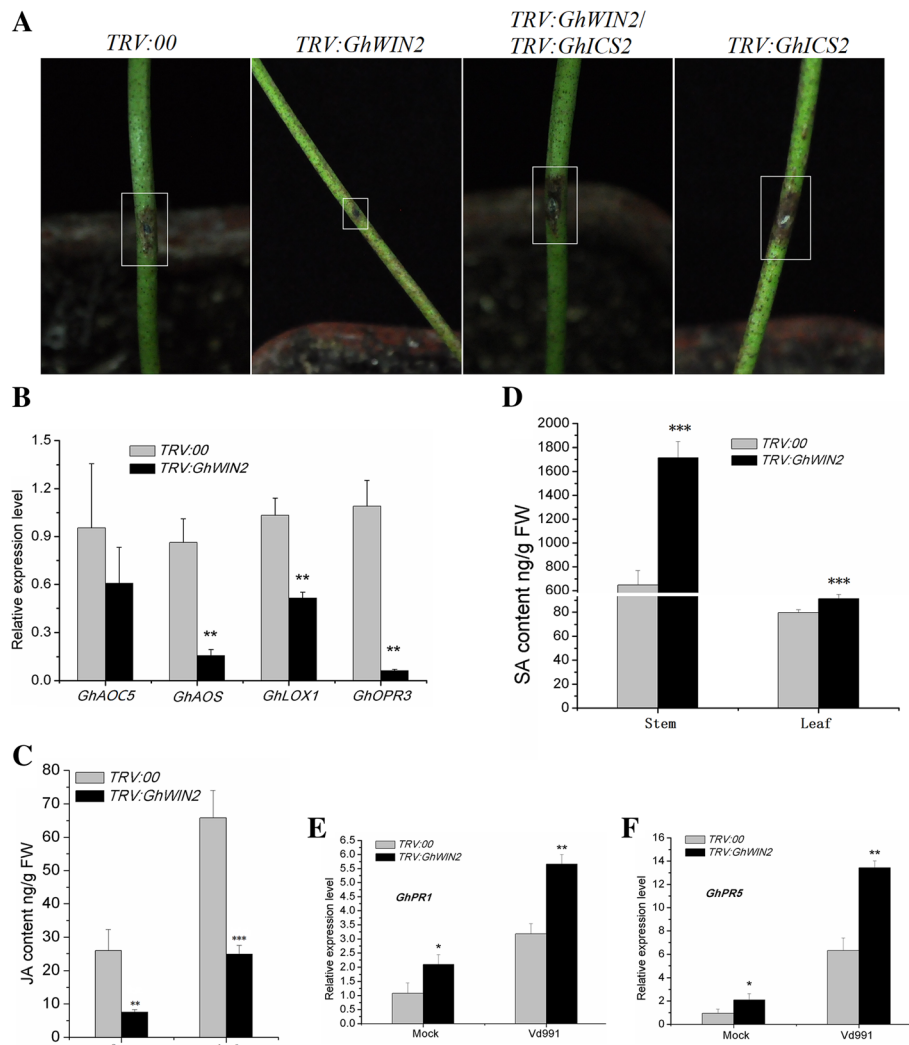 A
TRV:00
TRV:GhWIN2
TRV:GhWIN2/
TRV:GhICS2
TRV:GhICS2
B
1.5
1.2
0.9
0.6
0.3
0.0
Relative expression level
TRV:00
TRV:GhWIN2
**
**
**
GhAOC5 GhAOS GhLOX1 GhOPR3
D
2000
1800
1600
1400
1200
1000
800
600
80
60
40
20
0
SA content ng/g FW
TRV:00
TRV:GhWIN2
***
***
Stem Leaf
C
80
70
60
50
40
30
20
10
0
JA content ng/g FW
TRV:00
TRV:GhWIN2
**
***
E
6.5
6.0
5.5
5.0
4.5
4.0
3.5
3.0
2.5
2.0
1.5
1.0
0.5
0.0
Relative expression level
TRV:00
TRV:GhWIN2
GhPR1
*
**
Mock Vd991
F
16
14
12
10
8
6
4
2
0
Relative expression level
TRV:00
TRV:GhWIN2
GhPR5
*
**
Mock Vd991